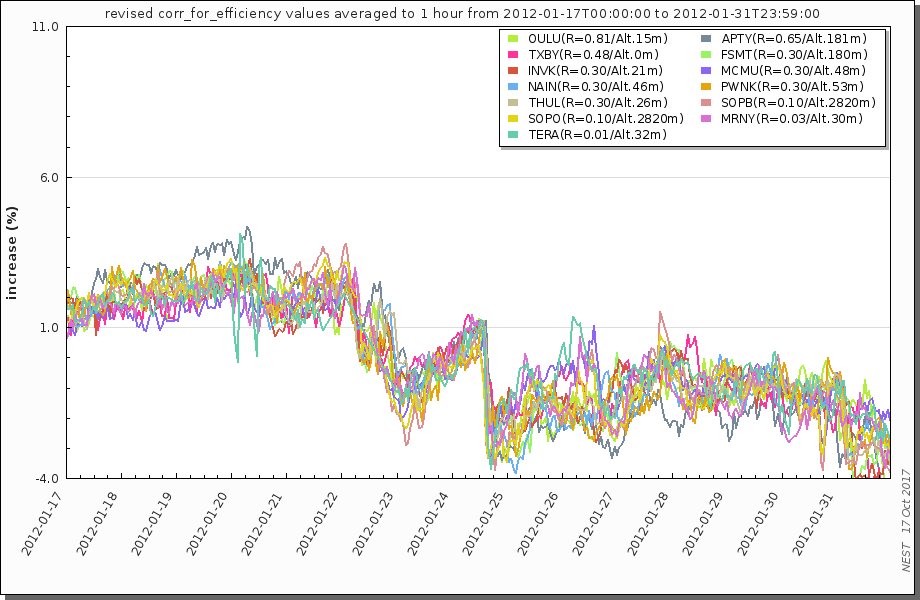 revised corr_for_efficiency values averaged to 1 hour from 2012-01-17T00:00:00 to 2012-01-31T23:59:00
11.0
OULU(R=0.81/Alt.15m)
APTY(R=0.65/Alt.181m)
TXBY(R=0.48/Alt.0m)
FSMT(R=0.30/Alt.180m)
INVK(R=0.30/Alt.21m)
MCMU(R=0.30/Alt.48m)
NAIN(R=0.30/Alt.46m)
PWNK(R=0.30/Alt.53m)
THUL(R=0.30/Alt.26m)
SOPB(R=0.10/Alt.2820m)
SOPO(R=0.10/Alt.2820m)
MRNY(R=0.03/Alt.30m)
TERA(R=0.01/Alt.32m)
6.0
increase (%)
1.0
-4.0
2012-01-17
2012-01-18
2012-01-19
2012-01-20
2012-01-21
2012-01-22
2012-01-23
2012-01-24
2012-01-25
2012-01-26
2012-01-27
2012-01-28
2012-01-29
2012-01-30
2012-01-31
NEST 17 Oct 2017